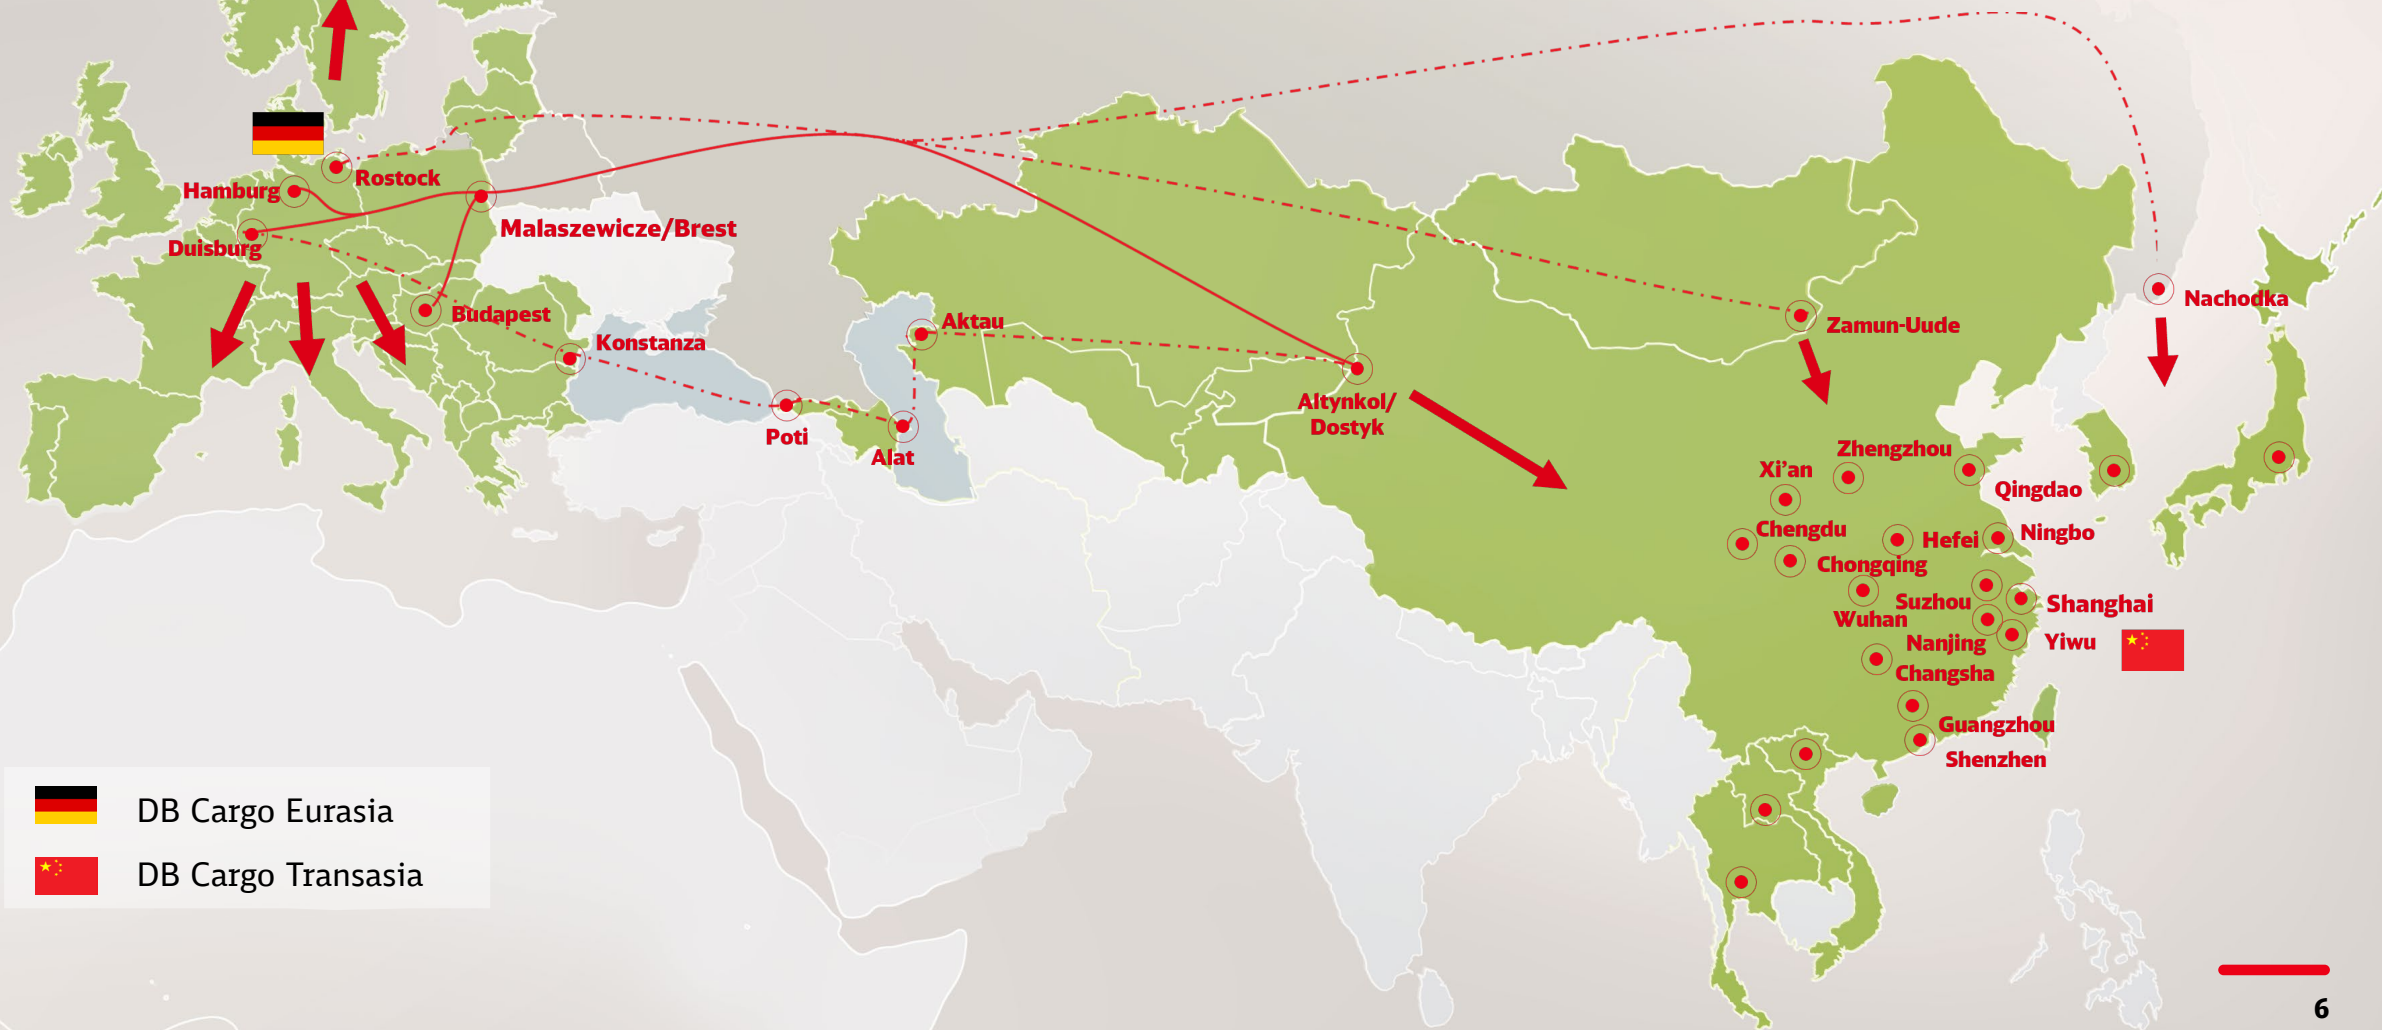 Hamburg
Rostock
Duisburg
Malaszewicze/Brest
Budapest
Konstanza
Poti
Alat
Aktau
Altynkol/
Dostyk
Zamun-Uude
Nachodka
Zhengzhou
Xi'an
Qingdao
Chengdu
Hefei
Ningbo
Chongqing
Suzhou
Shanghai
Wuhan
Nanjing
Yiwu
Changsha
Guangzhou
Shenzhen
DB Cargo Eurasia
DB Cargo Transasia
6